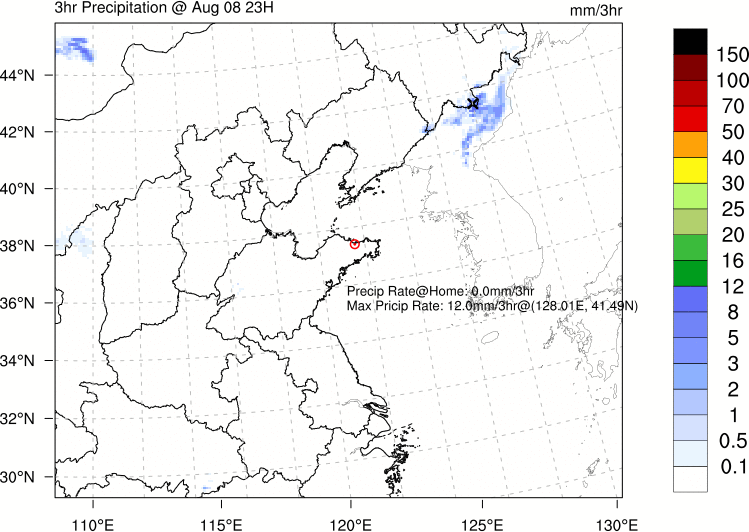 3hr Precipitation @ Aug 08 23H
mm/3hr
44°N
42°N
40°N
38°N
36°N
34°N
32°N
30°N
Precip Rate@Home: 0.0mm/3hr
Max Pricip Rate: 12.0mm/3hr@(128.01E, 41.49N)
110°E 115°E 120°E 125°E 130°E
150
100
70
50
40
30
25
20
16
12
8
5
3
2
1
0.5
0.1